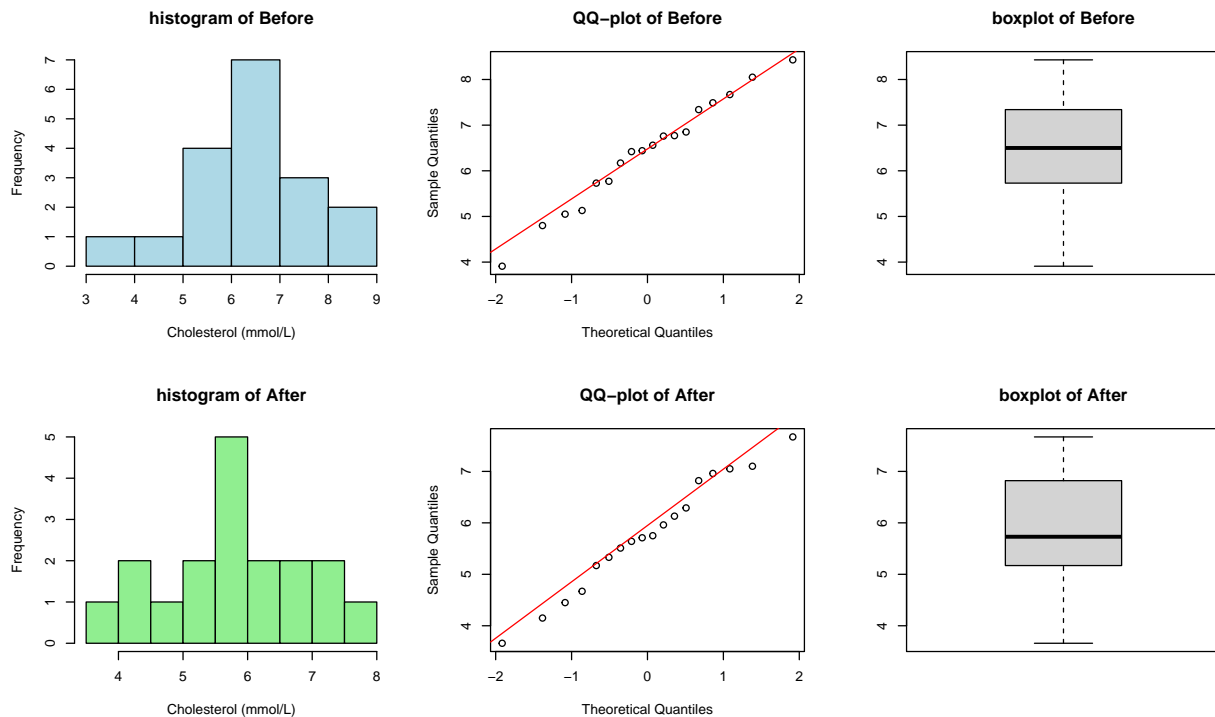 histogram of Before
Frequency
0 1 2 3 4 5 6 7
3 4 5 6 7 8 9
Cholesterol (mmol/L)
QQ−plot of Before
Sample Quantiles
4 5 6 7 8
−2 −1 0 1 2
Theoretical Quantiles
boxplot of Before
4 5 6 7 8
histogram of After
Frequency
0 1 2 3 4 5
4 5 6 7 8
Cholesterol (mmol/L)
QQ−plot of After
Sample Quantiles
4 5 6 7
−2 −1 0 1 2
Theoretical Quantiles
boxplot of After
4 5 6 7